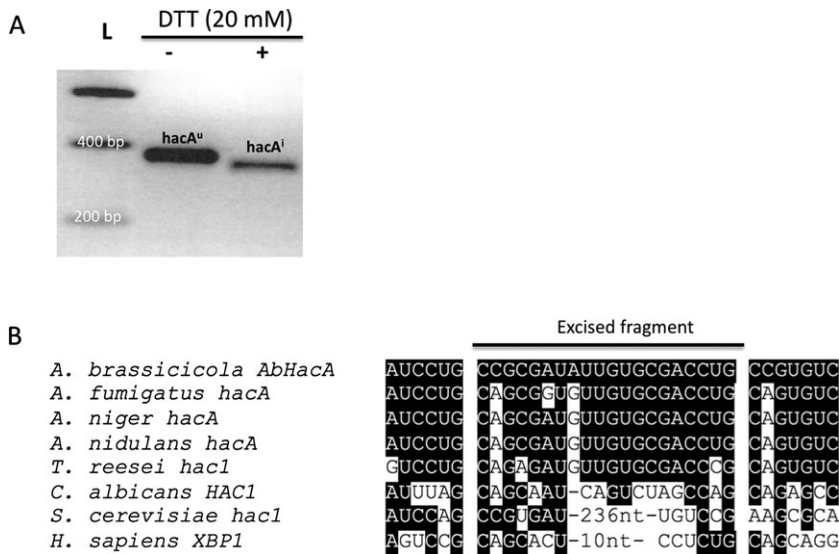 A
L
DTT (20 mM)
- +
400 bp
hacAᵘ
hacAⁱ
200 bp
B
Excised fragment
A. brassicicola AbHacA AUCCUG CCGCGAUAUUGUGCGACCUG CCGUGUC
A. fumigatus hacA AUCCUG CAGCGGUGUUGUGCGACCUG CAGUGUC
A. niger hacA AUCCUG CAGCGAUGUUGUGCGACCUG CAGUGUC
A. nidulans hacA AUCCUG CAGCGAUGUUGUGCGACCUG CAGUGUC
T. reesei hac1 GUCCUG CAGAGAUGUUGUGCGACCCG CAGUGUC
C. albicans HAC1 AUUUAG CAGCAAU-CAGUCUAGCCAG CAGAGCC
S. cerevisiae hac1 AUCCAG CCGUGAU-236nt-UGUCCG AAGCGCA
H. sapiens XBP1 AGUCCG CAGCACU-10nt- CCUCUG CAGCAGG